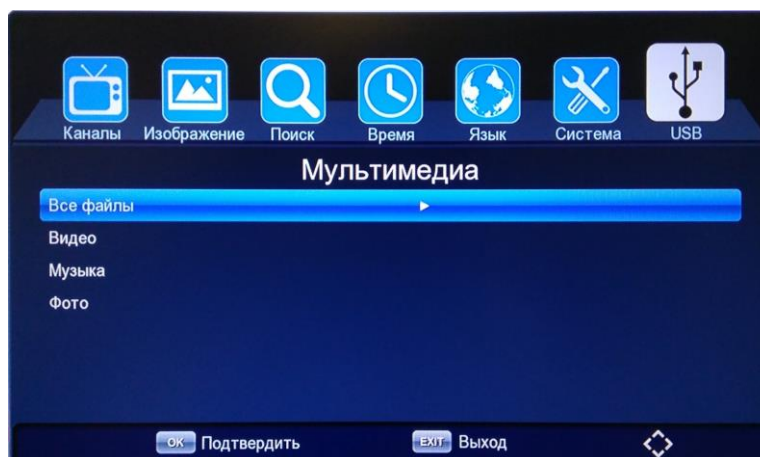 Каналы Изображение Поиск Время Язык Система USB
Мультимедиа
Все файлы
Видео
Музыка
Фото
OK Подтвердить EXIT Выход